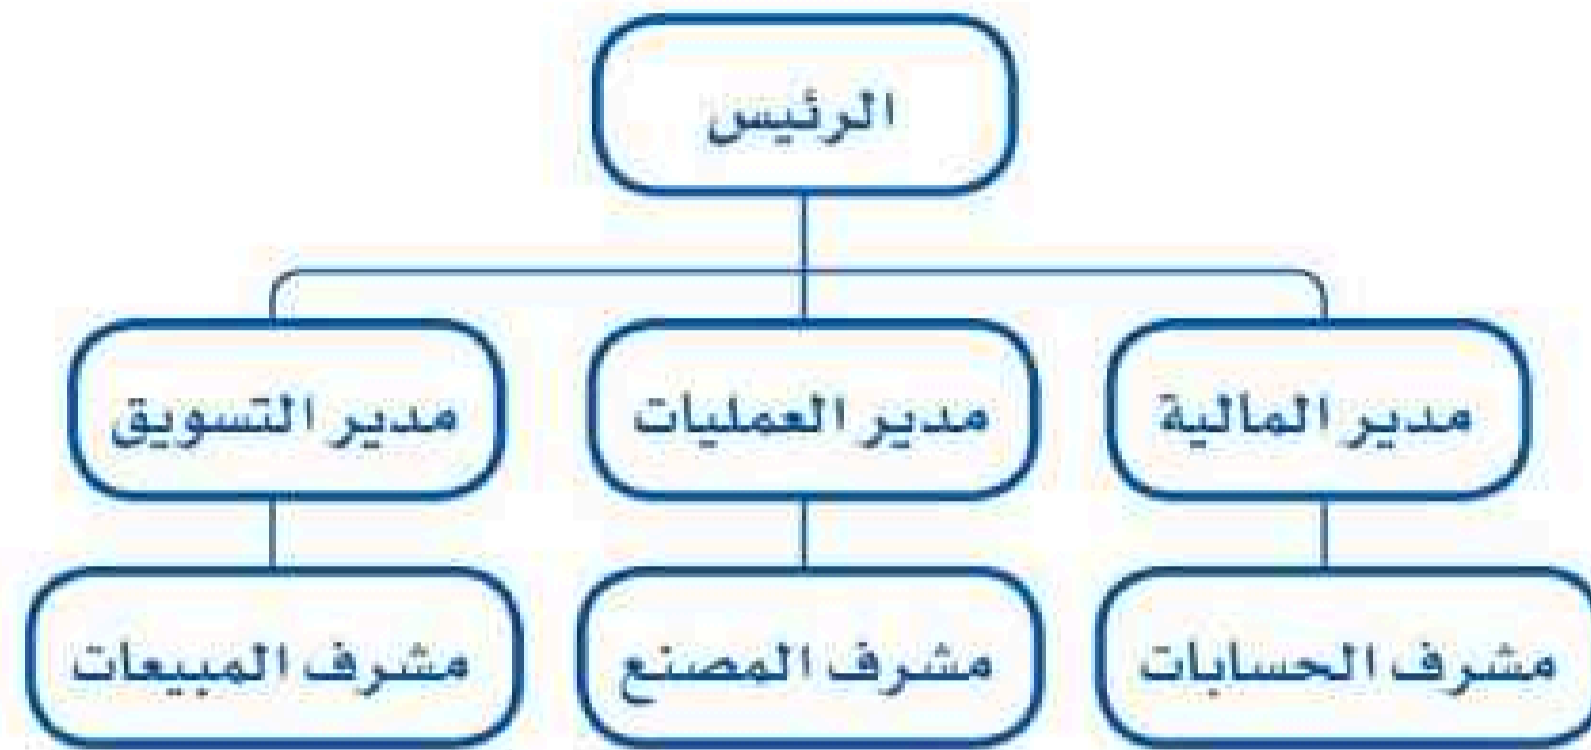 الرئيس
مدير المالية
مدير العمليات
مدير التسويق
مشرف الحسابات
مشرف المصنع
مشرف المبيعات